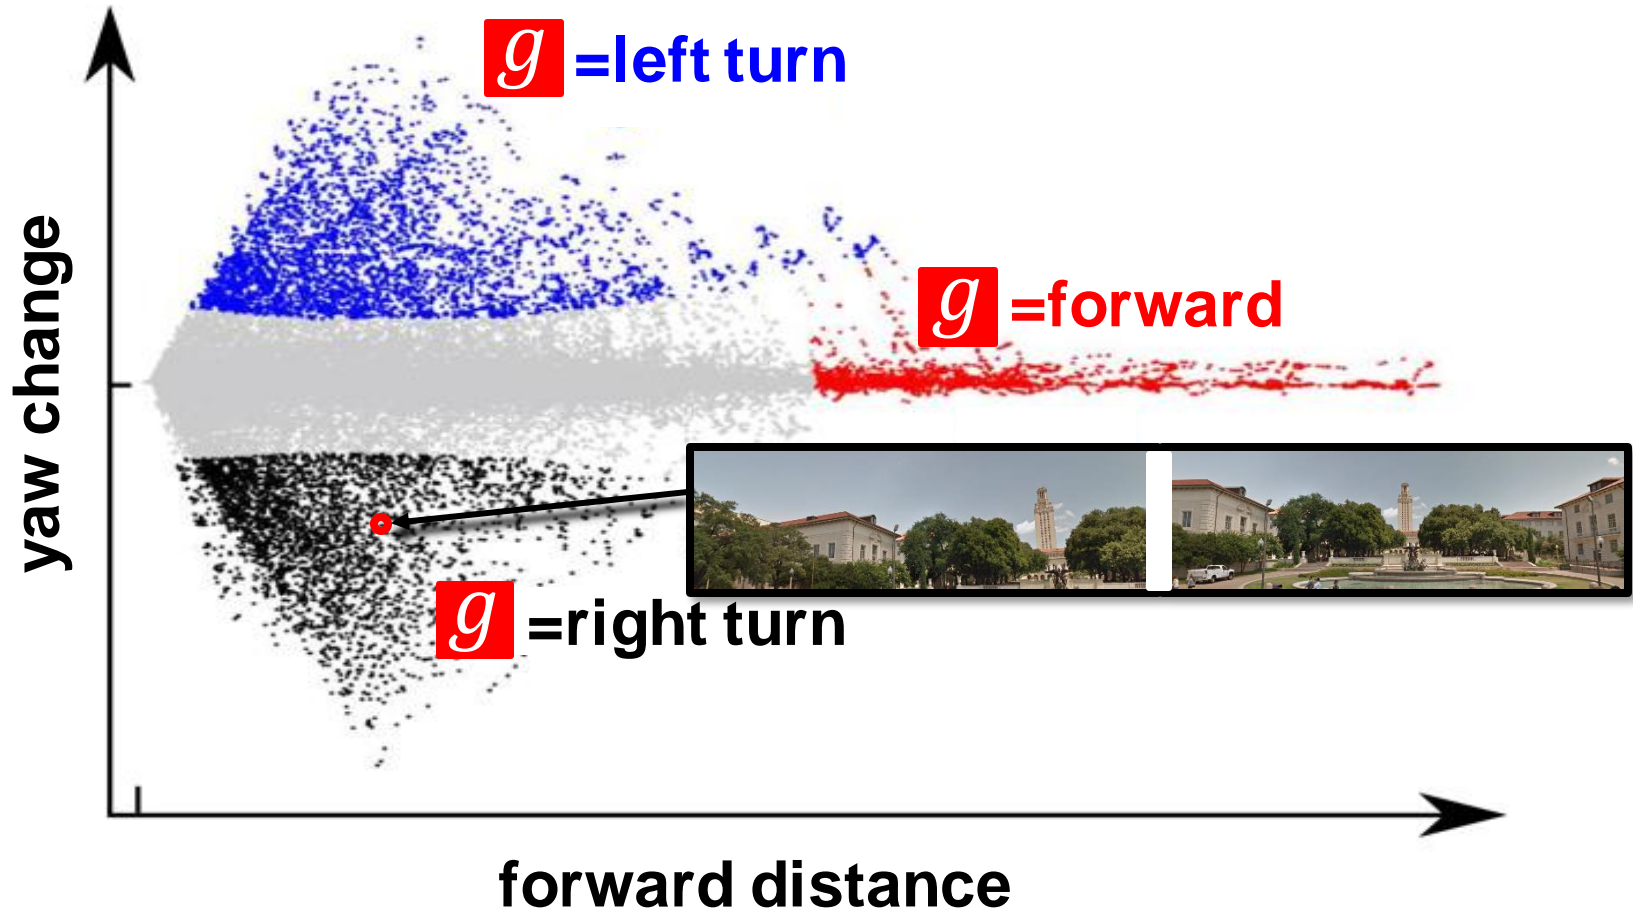 g =left turn
g =forward
yaw change
g =right turn
forward distance